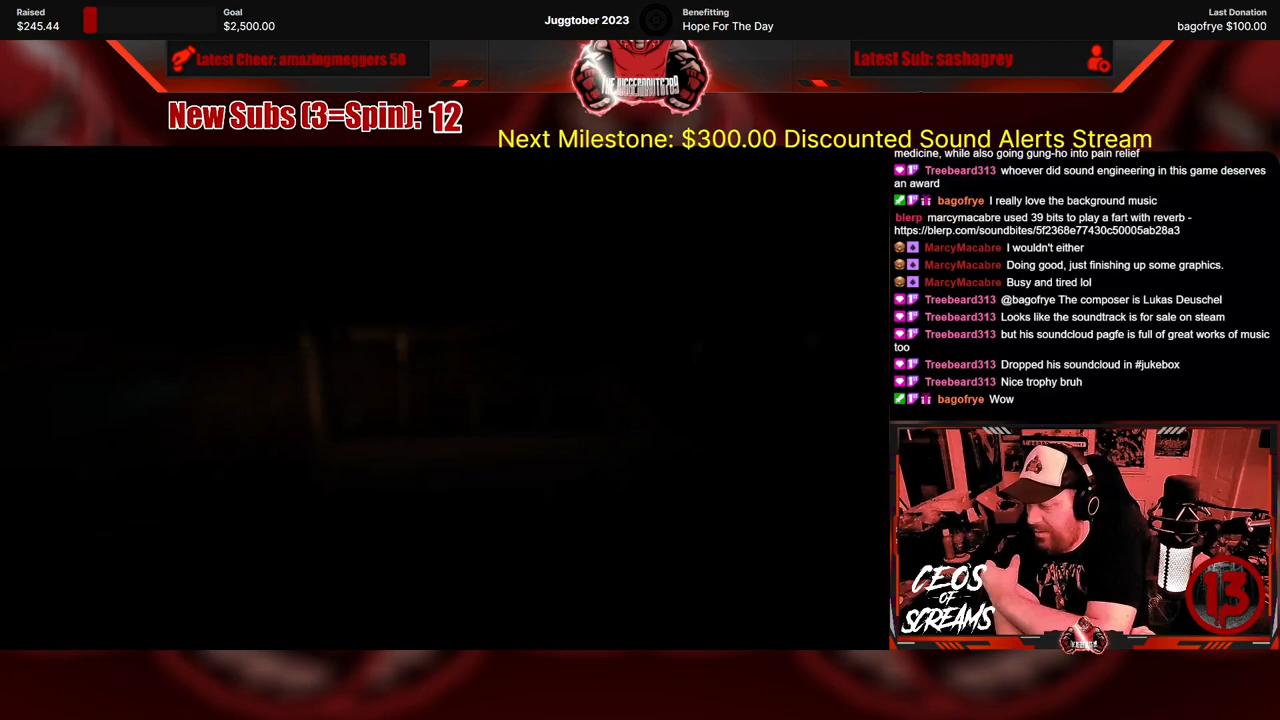 Raised
$245.44
Goal
$2,500.00
Juggtober 2023
Benefitting
Hope For The Day
Last Donation
bagofrye $100.00
Latest Cheer: amazingmeggers 50
THEJUGGERNAUT6789
Latest Sub: sashagrey
New Subs (3=Spin): 12
Next Milestone: $300.00 Discounted Sound Alerts Stream
medicine, while also going gung-ho into pain relief
Treebeard313 whoever did sound engineering in this game deserves
an award
bagofrye I really love the background music
blerp marcymacabre used 39 bits to play a fart with reverb -
https://blerp.com/soundbites/5f2368e77430c50005ab28a3
MarcyMacabre I wouldn't either
MarcyMacabre Doing good, just finishing up some graphics.
MarcyMacabre Busy and tired lol
Treebeard313 @bagofrye The composer is Lukas Deuschel
Treebeard313 Looks like the soundtrack is for sale on steam
Treebeard313 but his soundcloud pagfe is full of great works of music
too
Treebeard313 Dropped his soundcloud in #jukebox
Treebeard313 Nice trophy bruh
bagofrye Wow
CEOS
OF
SCREAMS
13